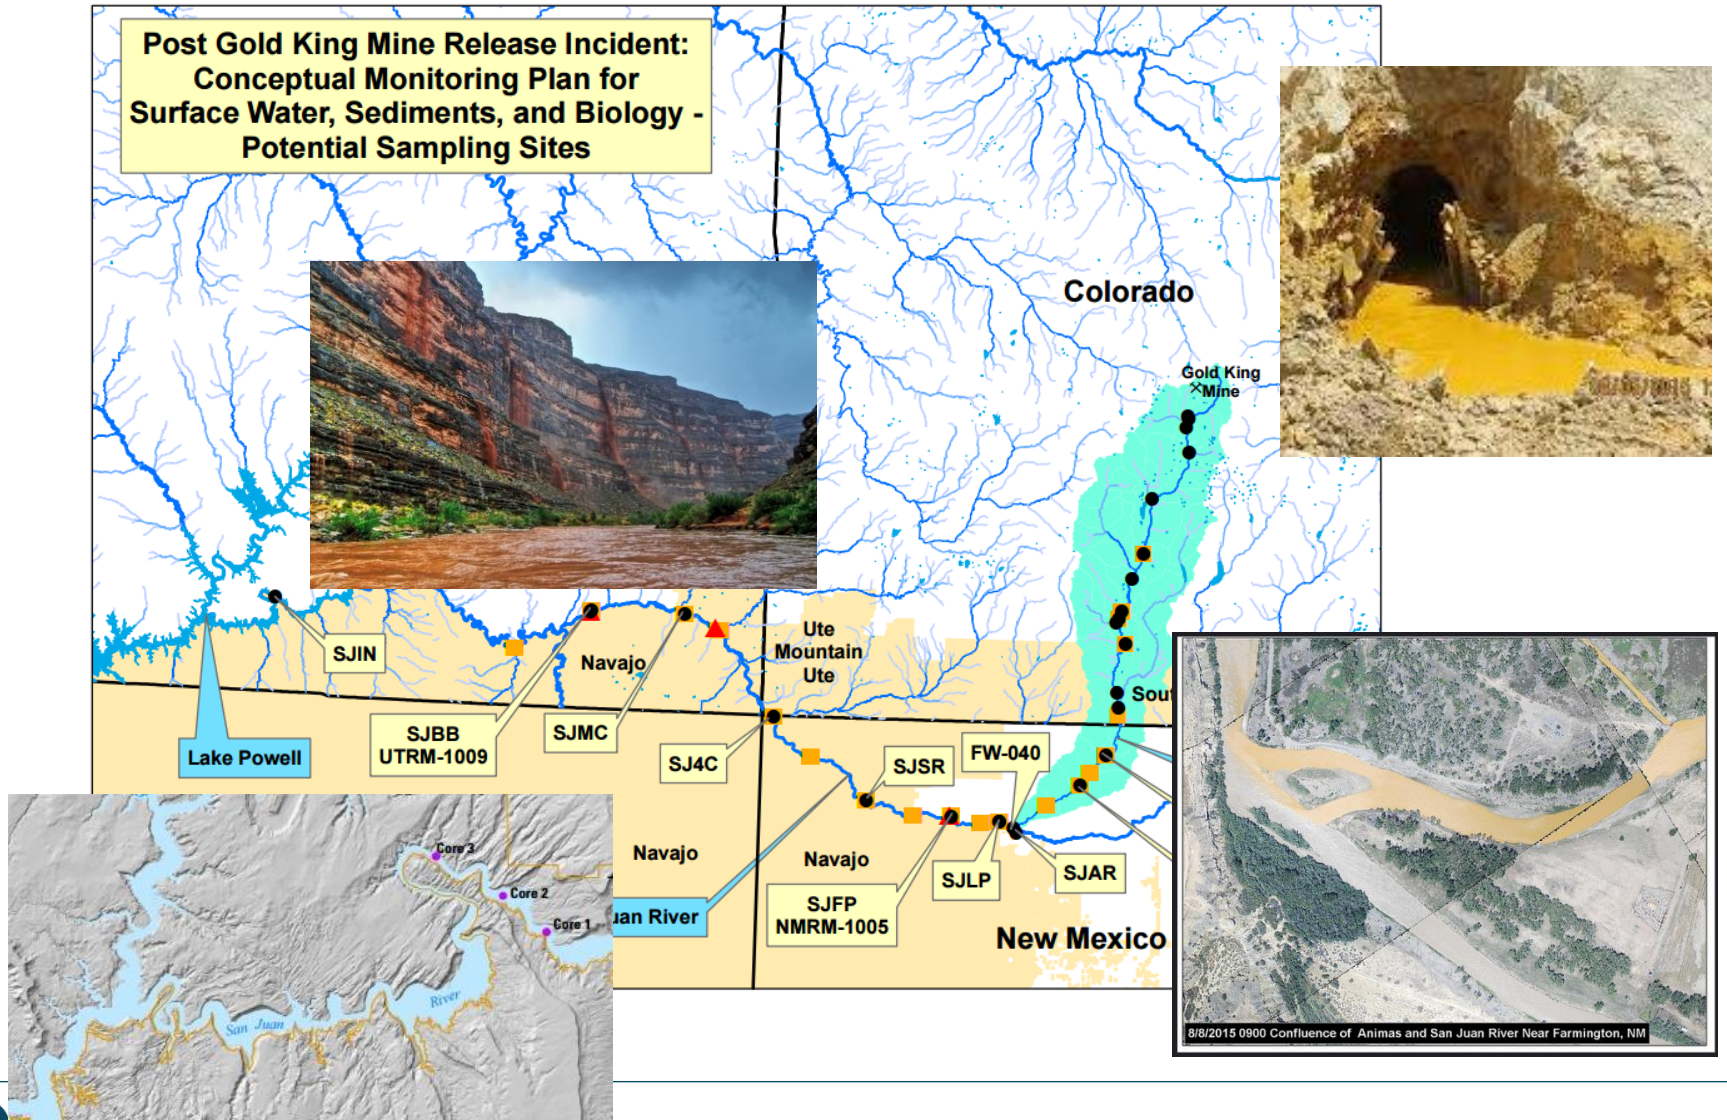 Post Gold King Mine Release Incident:
Conceptual Monitoring Plan for
Surface Water, Sediments, and Biology -
Potential Sampling Sites
Colorado
Gold King
Mine
SJIN
Navajo
Ute
Mountain
Ute
Sout
Lake Powell
SJBB
UTRM-1009
SJMC
SJ4C
SJSR
FW-040
Navajo
Navajo
SJLP
SJAR
SJFP
NMRM-1005
uan River
New Mexico
Core 3
Core 2
Core 1
River
San Juan
8/8/2015 0900 Confluence of Animas and San Juan River Near Farmington, NM